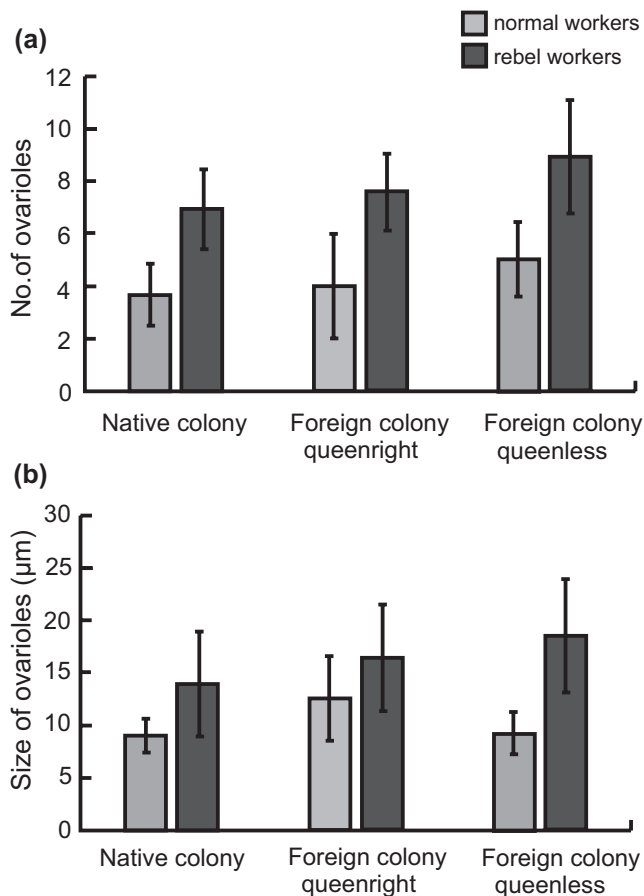 (a)
normal workers
rebel workers
No.of ovarioles
12
10
8
6
4
2
0
Native colony
Foreign colony
queenright
Foreign colony
queenless
(b)
Size of ovarioles (µm)
30
25
20
15
10
5
0
Native colony
Foreign colony
queenright
Foreign colony
queenless